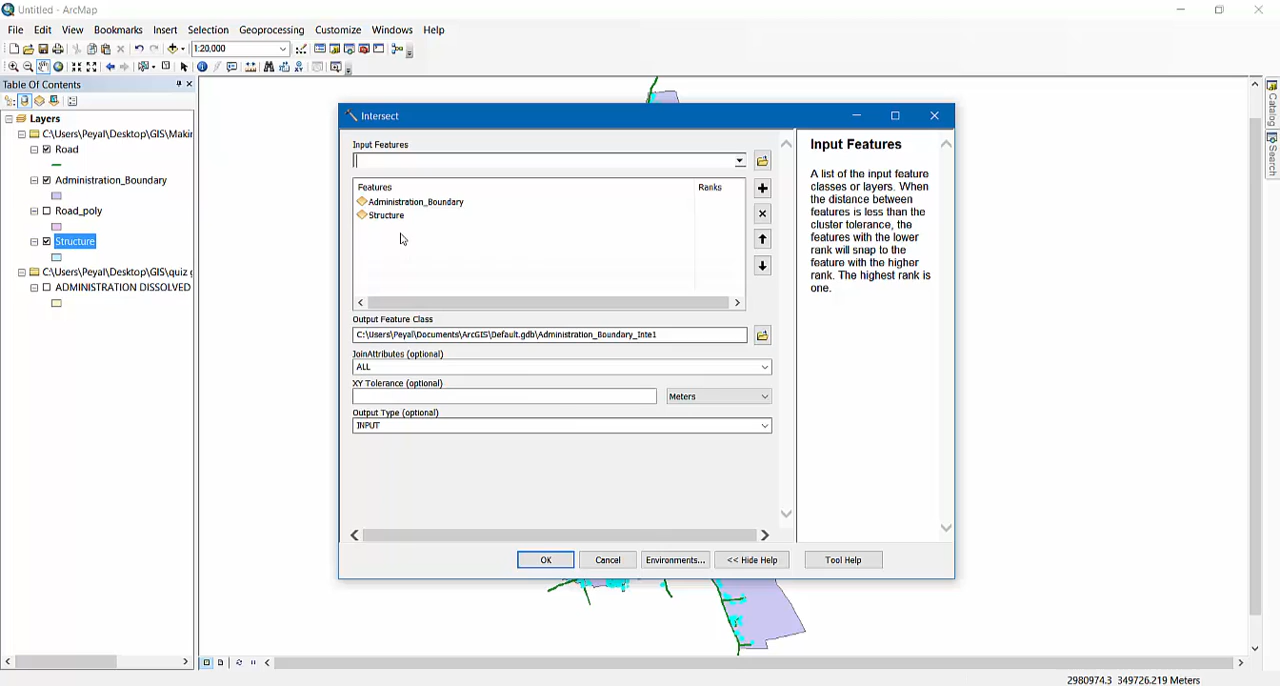 Untitled - ArcMap
File Edit View Bookmarks Insert Selection Geoprocessing Customize Windows Help
1:20,000
Table Of Contents
Layers
C:\Users\Peyal\Desktop\GIS\Makin
Road
Administration_Boundary
Road_poly
Structure
C:\Users\Peyal\Desktop\GIS\quiz
ADMINISTRATION DISSOLVED
Intersect
Input Features
Features Ranks
Administration_Boundary
Structure
Output Feature Class
C:\Users\Peyal\Documents\ArcGIS\Default.gdb\Administration_Boundary_Inte1
JoinAttributes (optional)
ALL
XY Tolerance (optional)
Meters
Output Type (optional)
INPUT
OK Cancel Environments... << Hide Help Tool Help
Input Features
A list of the input feature
classes or layers. When
the distance between
features is less than the
cluster tolerance, the
features with the lower
rank will snap to the
feature with the higher
rank. The highest rank is
one.
Catalog
Search
2980974.3 349726.219 Meters